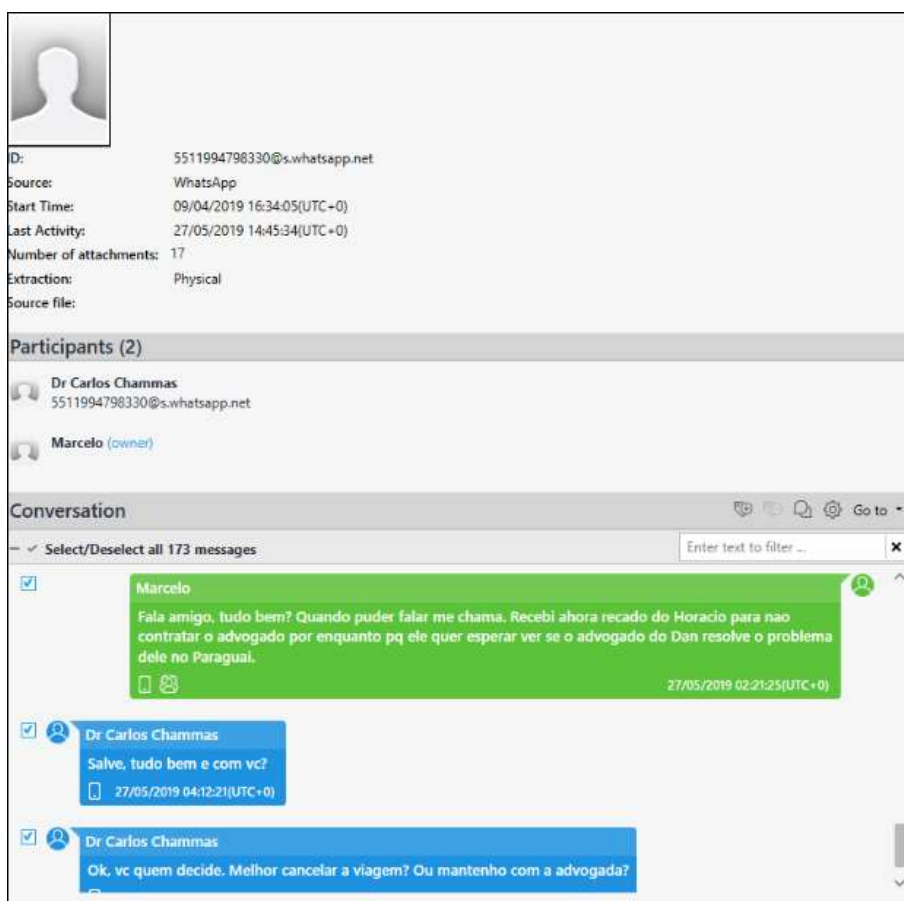 ID: 5511994798330@s.whatsapp.net
Source: WhatsApp
Start Time: 09/04/2019 16:34:05(UTC+0)
Last Activity: 27/05/2019 14:45:34(UTC+0)
Number of attachments: 17
Extraction: Physical
Source file:
Participants (2)
Dr Carlos Chammas
5511994798330@s.whatsapp.net
Marcelo (owner)
Conversation Go to
Select/Deselect all 173 messages Enter text to filter ...
Marcelo
Fala amigo, tudo bem? Quando puder falar me chama. Recebi ahora recado do Horacio para nao
contratar o advogado por enquanto pq ele quer esperar ver se o advogado do Dan resolve o problema
dele no Paraguai.
27/05/2019 02:21:25(UTC+0)
Dr Carlos Chammas
Salve, tudo bem e com vc?
27/05/2019 04:12:21(UTC+0)
Dr Carlos Chammas
Ok, vc quem decide. Melhor cancelar a viagem? Ou mantenho com a advogada?